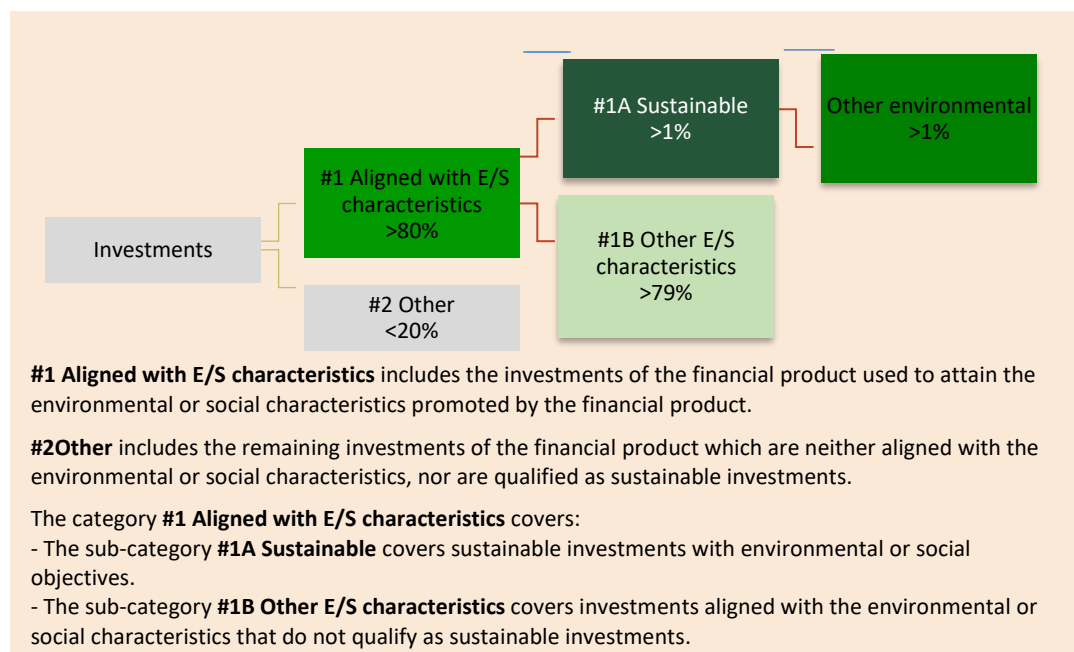 #1A Sustainable
>1%
Other environmental
>1%
#1 Aligned with E/S
characteristics
>80%
#1B Other E/S
characteristics
>79%
Investments
#2 Other
<20%
#1 Aligned with E/S characteristics includes the investments of the financial product used to attain the
environmental or social characteristics promoted by the financial product.
#2Other includes the remaining investments of the financial product which are neither aligned with the
environmental or social characteristics, nor are qualified as sustainable investments.
The category #1 Aligned with E/S characteristics covers:
- The sub-category #1A Sustainable covers sustainable investments with environmental or social
objectives.
- The sub-category #1B Other E/S characteristics covers investments aligned with the environmental or
social characteristics that do not qualify as sustainable investments.